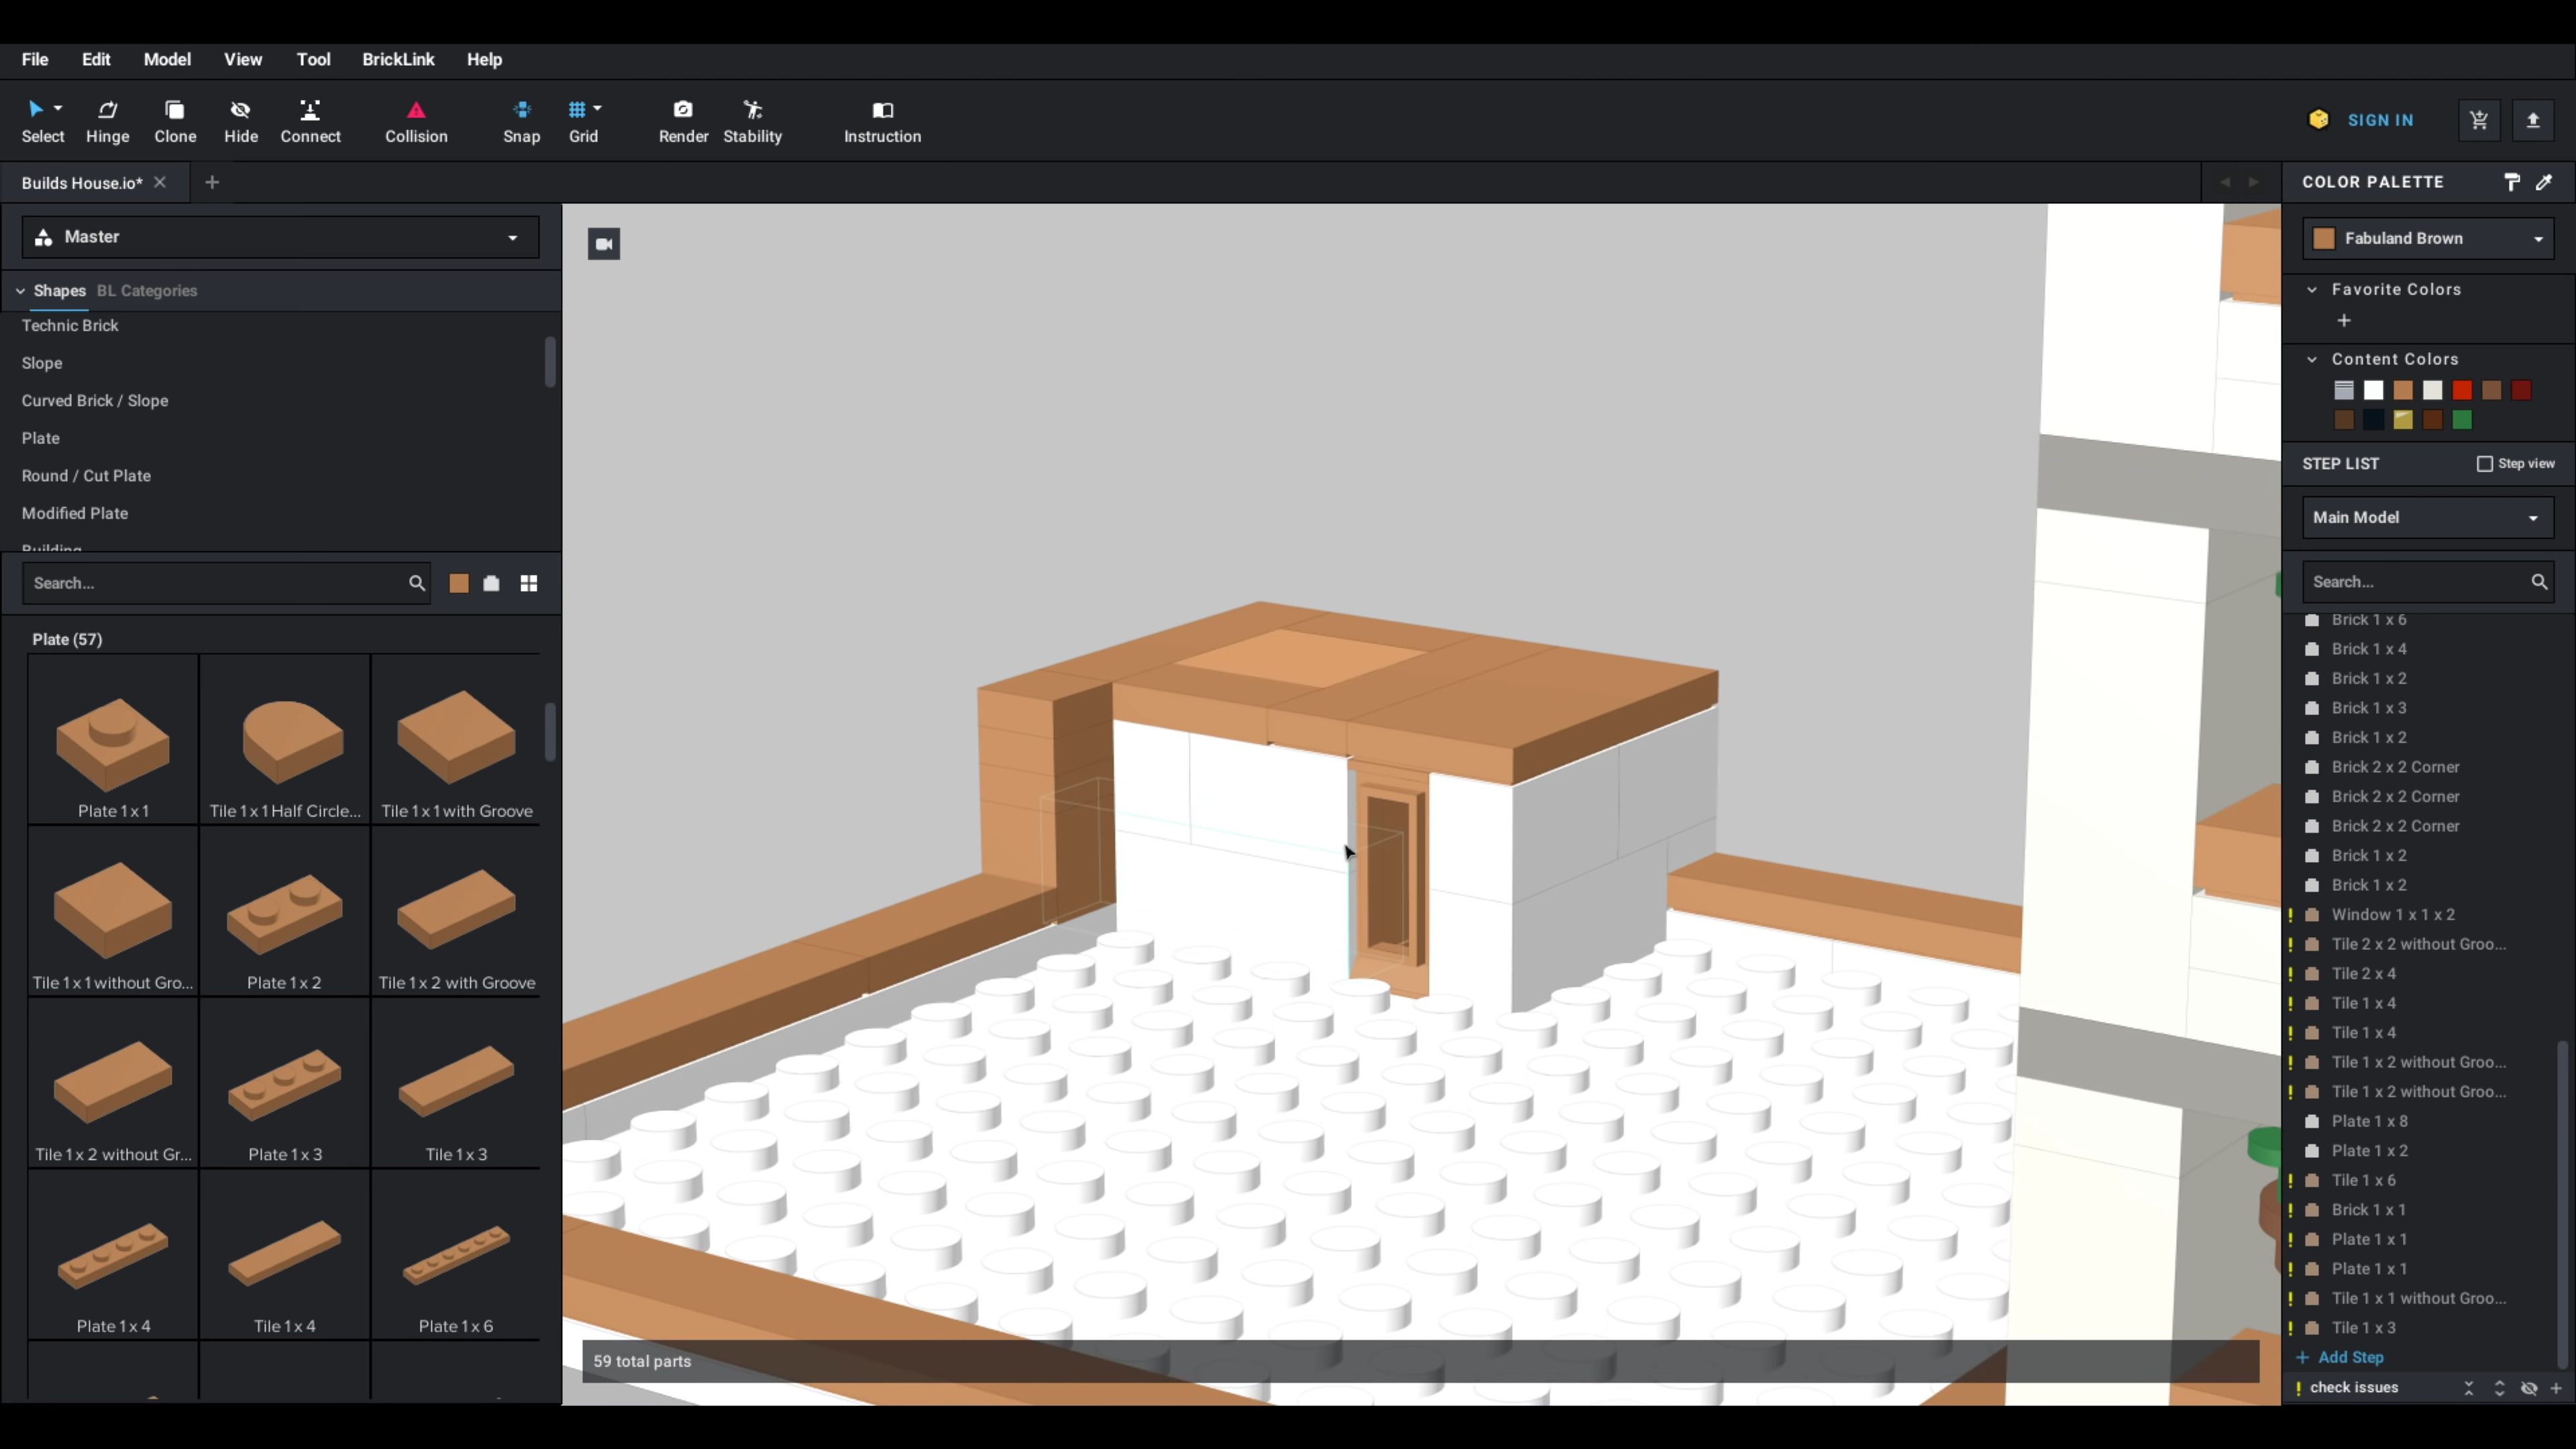 File Edit Model View Tool BrickLink Help
Select Hinge Clone Hide Connect Collision Snap Grid Render Stability Instruction
SIGN IN
Builds House.io*
Master
Shapes BL Categories
Technic Brick
Slope
Curved Brick / Slope
Plate
Round / Cut Plate
Modified Plate
Building
Search...
Plate (57)
Plate 1 x 1
Tile 1 x 1 Half Circle...
Tile 1 x 1 with Groove
Tile 1 x 1 without Gro...
Plate 1 x 2
Tile 1 x 2 with Groove
Tile 1 x 2 without Gr...
Plate 1 x 3
Tile 1 x 3
Plate 1 x 4
Tile 1 x 4
Plate 1 x 6
59 total parts
COLOR PALETTE
Fabuland Brown
Favorite Colors
+
Content Colors
STEP LIST Step view
Main Model
Search...
Brick 1 x 6
Brick 1 x 4
Brick 1 x 2
Brick 1 x 3
Brick 1 x 2
Brick 2 x 2 Corner
Brick 2 x 2 Corner
Brick 2 x 2 Corner
Brick 1 x 2
Brick 1 x 2
! Window 1 x 1 x 2
! Tile 2 x 2 without Groo...
! Tile 2 x 4
! Tile 1 x 4
! Tile 1 x 4
! Tile 1 x 2 without Groo...
! Tile 1 x 2 without Groo...
Plate 1 x 8
Plate 1 x 2
! Tile 1 x 6
! Brick 1 x 1
! Plate 1 x 1
! Plate 1 x 1
! Tile 1 x 1 without Groo...
! Tile 1 x 3
+ Add Step
! check issues